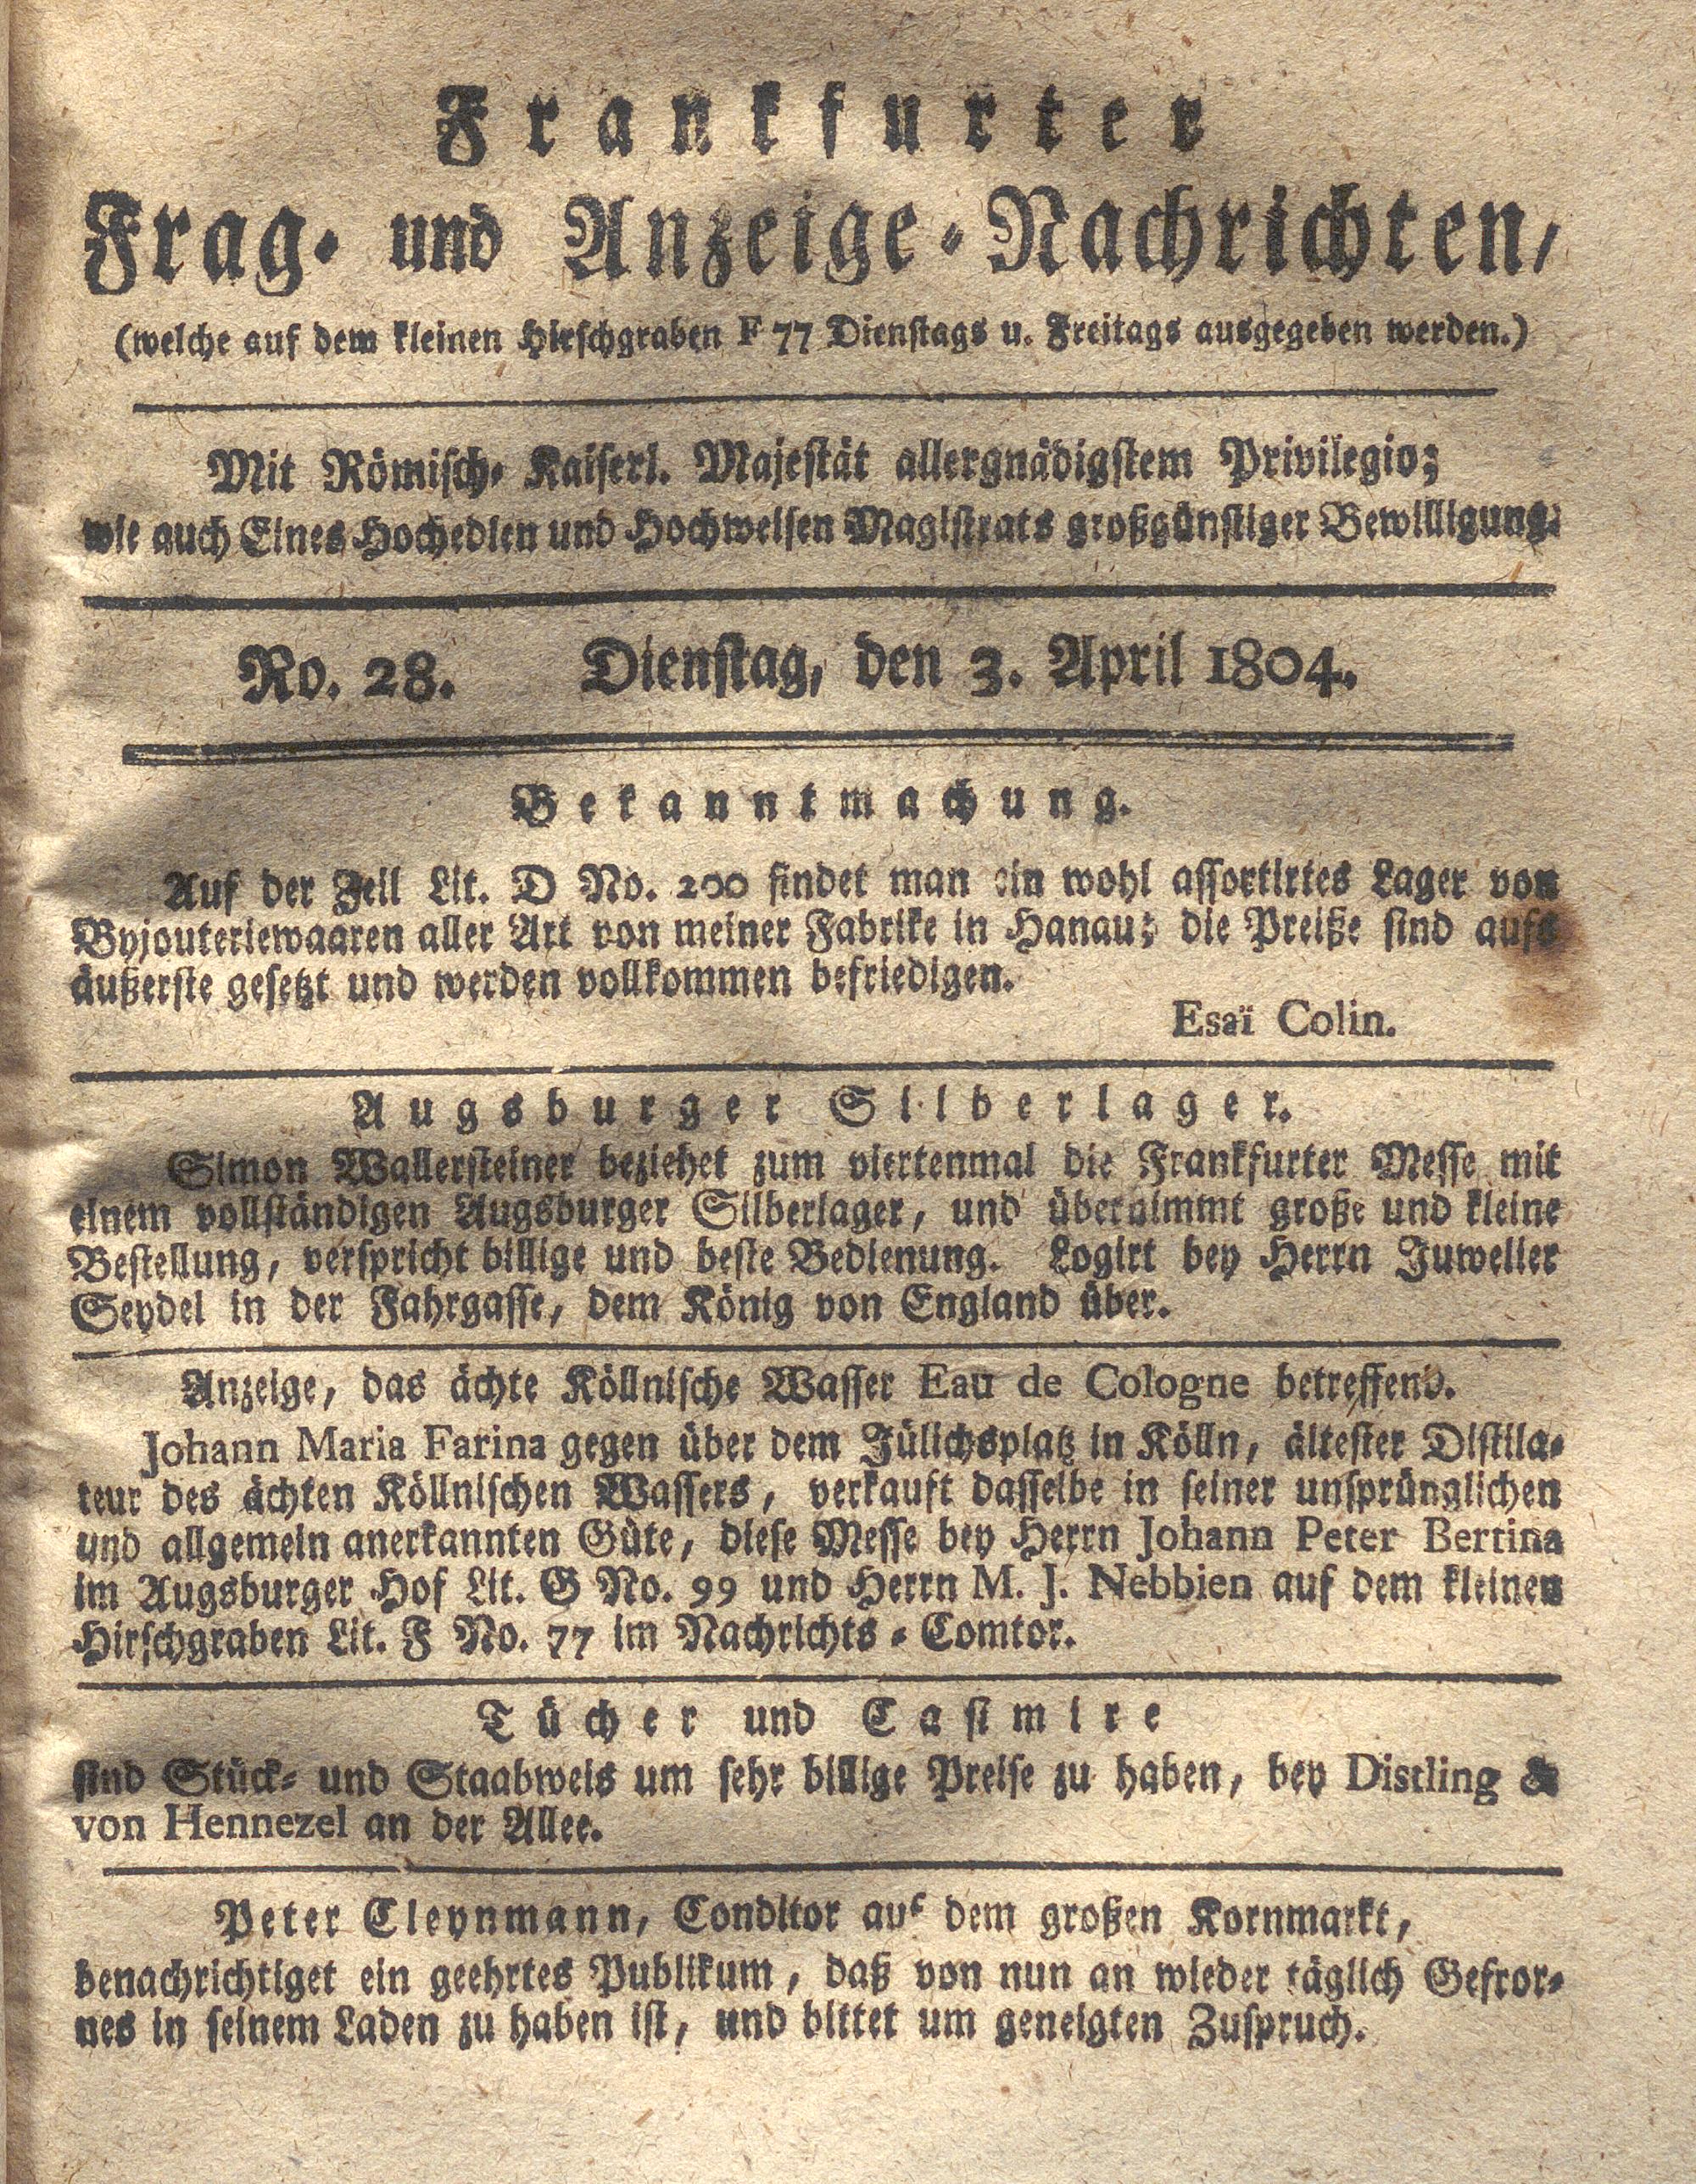 Frankfurter
Frag- und Anzeige-Nachrichten,
(welche auf dem kleinen Hirschgraben F 77 Dienstags u. Freitags ausgegeben werden.)
Mit Römisch- Kaiserl. Majestät allergnädigstem Privilegio;
wie auch Eines Hochedlen und Hochweisen Magistrats großgünstiger Bewilligung.
No. 28. Dienstag, den 3. April 1804.
Bekanntmachung.
Auf der Zeil Lit. D No. 200 findet man ein wohl assortirtes Lager von
Byjouteriewaaren aller Art von meiner Fabrike in Hanau; die Preiße sind aufs
äußerste gesetzt und werden vollkommen befriedigen.
Esaï Colin.
Augsburger Silberlager.
Simon Wallersteiner beziehet zum viertenmal die Frankfurter Messe mit
einem vollständigen Augsburger Silberlager, und übernimmt große und kleine
Bestellung, verspricht billige und beste Bedienung. Logirt bey Herrn Juwelier
Seydel in der Fahrgasse, dem König von England über.
Anzeige, das ächte Köllnische Wasser Eau de Cologne betreffend.
Johann Maria Farina gegen über dem Jülichsplatz in Kölln, ältester Distila-
teur des ächten Köllnischen Wassers, verkauft dasselbe in seiner unsprünglichen
und allgemein anerkannten Güte, diese Messe bey Herrn Johann Peter Bertina
im Augsburger Hof Lit. G No. 99 und Herrn M. J. Nebbien auf dem kleinen
Hirschgraben Lit. F No. 77 im Nachrichts-Comtor.
Tücher und Casimire
sind Stück- und Staabweis um sehr billige Preise zu haben, bey Distling &
von Hennezel an der Allee.
Peter Cleynmann, Conditor auf dem großen Kornmarkt,
benachrichtiget ein geehrtes Publikum, daß von nun an wieder täglich Gefror-
nes in seinem Laden zu haben ist, und bittet um geneigten Zuspruch.